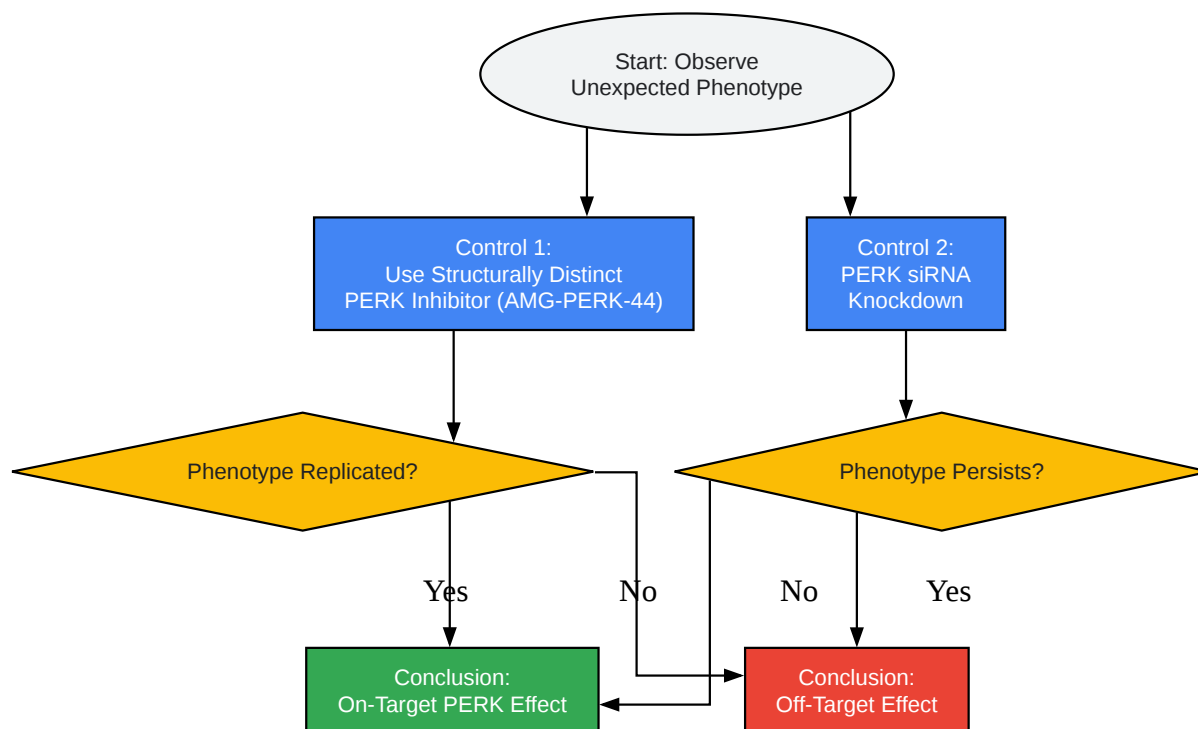 Start: Observe
Unexpected Phenotype
Control 1:
Use Structurally Distinct
PERK Inhibitor (AMG-PERK-44)
Control 2:
PERK siRNA
Knockdown
Phenotype Replicated?
Phenotype Persists?
Yes
No
No
Yes
Conclusion:
On-Target PERK Effect
Conclusion:
Off-Target Effect